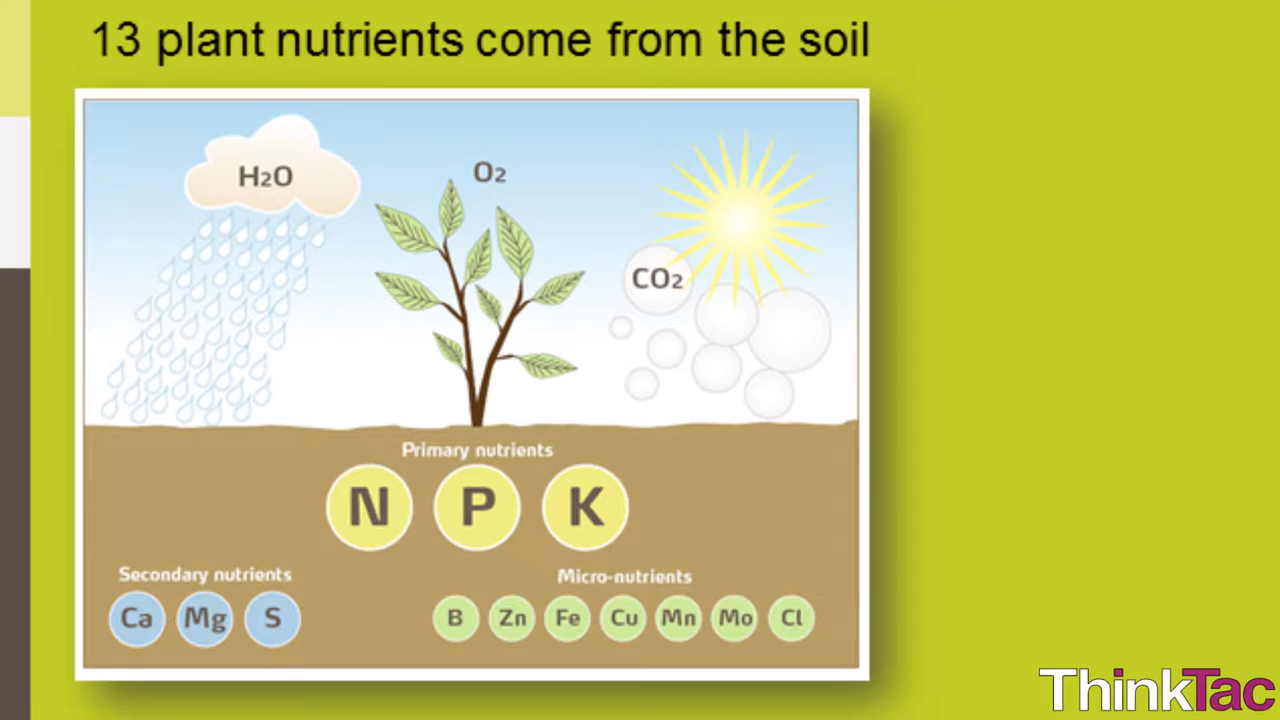 13 plant nutrients come from the soil
H2O
O2
CO2
Primary nutrients
N P K
Secondary nutrients
Ca Mg S
Micro-nutrients
B Zn Fe Cu Mn Mo Cl
ThinkTac